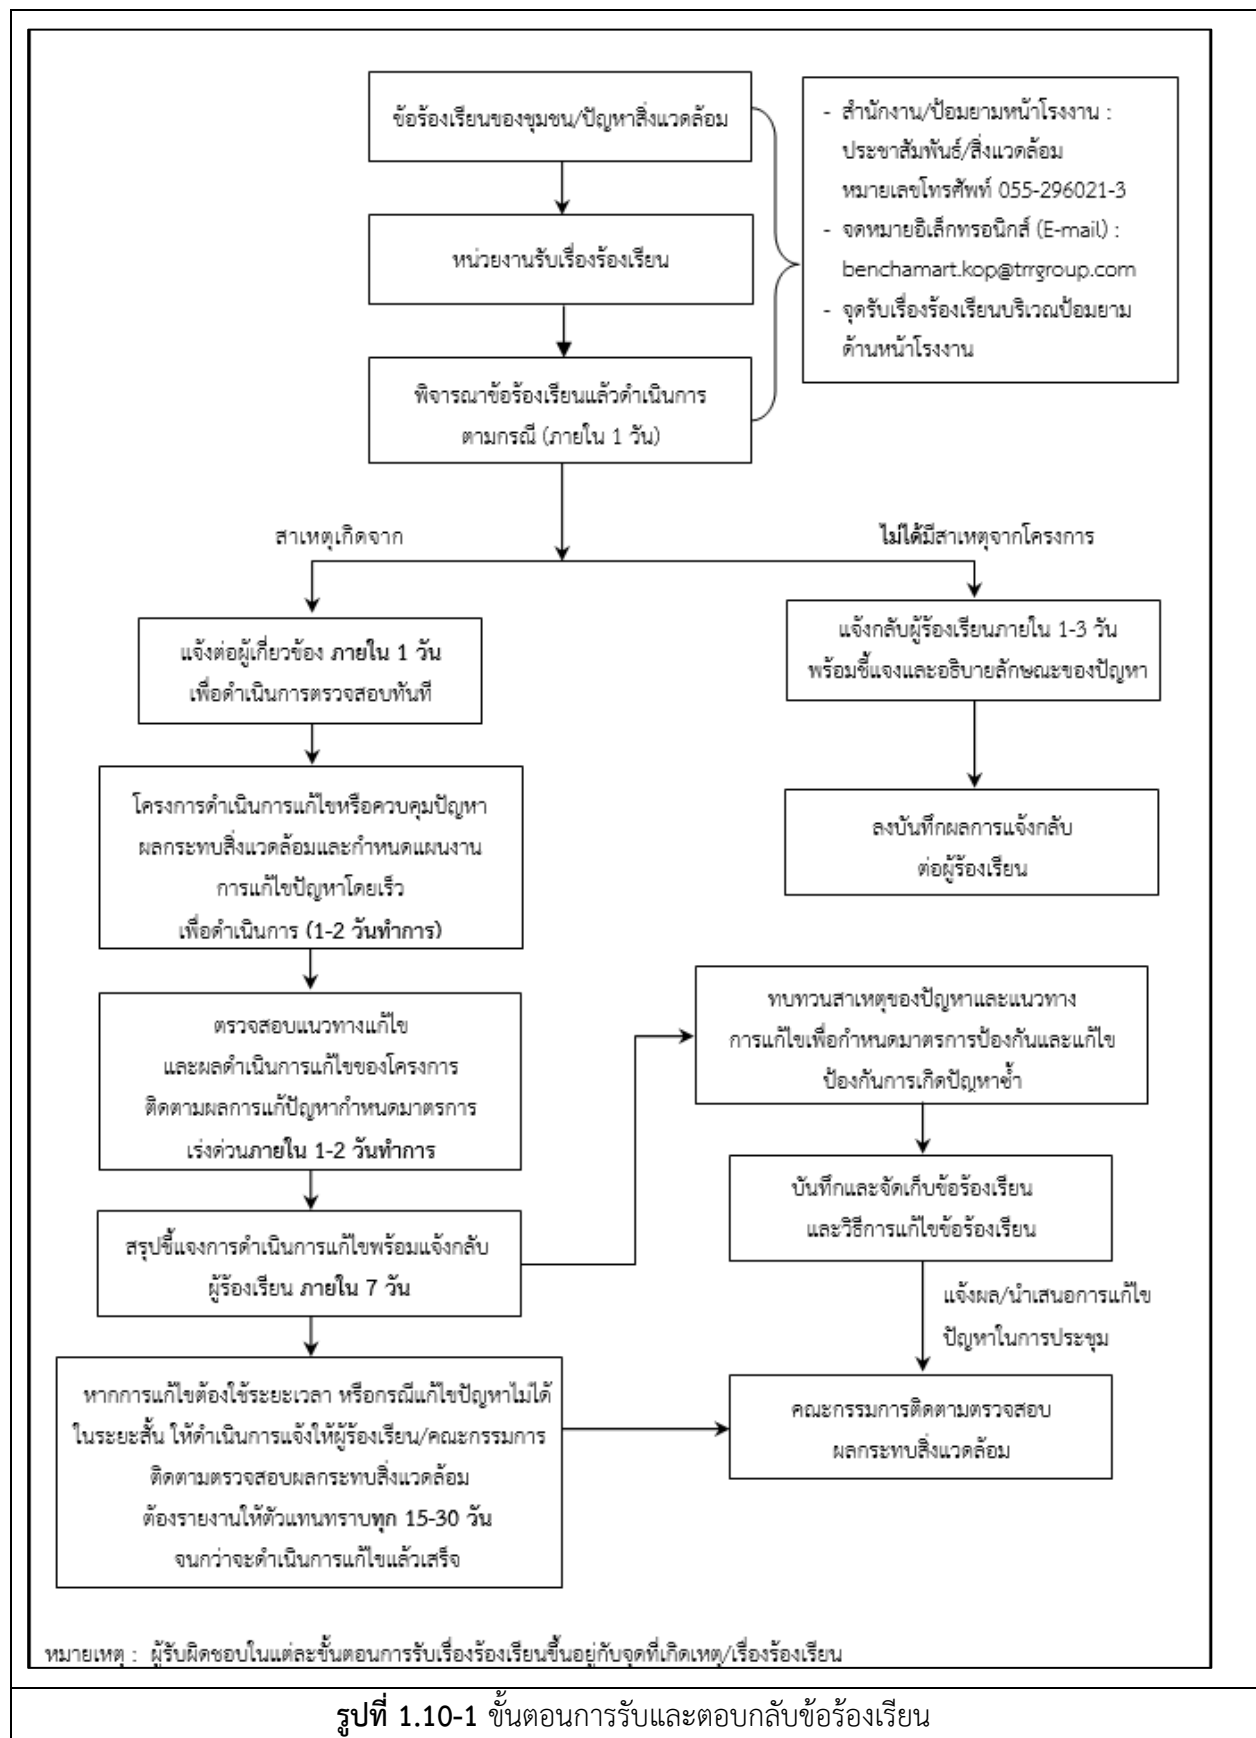 ข้อร้องเรียนของชุมชน/ปัญหาสิ่งแวดล้อม
- สำนักงาน/ป้อมยามหน้าโรงงาน :
ประชาสัมพันธ์/สิ่งแวดล้อม
หมายเลขโทรศัพท์ 055-296021-3
- จดหมายอิเล็กทรอนิกส์ (E-mail) :
benchamart.kop@trrgroup.com
- จุดรับเรื่องร้องเรียนบริเวณป้อมยาม
ด้านหน้าโรงงาน
หน่วยงานรับเรื่องร้องเรียน
พิจารณาข้อร้องเรียนแล้วดำเนินการ
ตามกรณี (ภายใน 1 วัน)
สาเหตุเกิดจาก
ไม่ได้มีสาเหตุจากโครงการ
แจ้งต่อผู้เกี่ยวข้อง ภายใน 1 วัน
เพื่อดำเนินการตรวจสอบทันที
แจ้งกลับผู้ร้องเรียนภายใน 1-3 วัน
พร้อมชี้แจงและอธิบายลักษณะของปัญหา
โครงการดำเนินการแก้ไขหรือควบคุมปัญหา
ผลกระทบสิ่งแวดล้อมและกำหนดแผนงาน
การแก้ไขปัญหาโดยเร็ว
เพื่อดำเนินการ (1-2 วันทำการ)
ลงบันทึกผลการแจ้งกลับ
ต่อผู้ร้องเรียน
ตรวจสอบแนวทางแก้ไข
และผลดำเนินการแก้ไขของโครงการ
ติดตามผลการแก้ปัญหากำหนดมาตรการ
เร่งด่วนภายใน 1-2 วันทำการ
ทบทวนสาเหตุของปัญหาและแนวทาง
การแก้ไขเพื่อกำหนดมาตรการป้องกันและแก้ไข
ป้องกันการเกิดปัญหาซ้ำ
บันทึกและจัดเก็บข้อร้องเรียน
และวิธีการแก้ไขข้อร้องเรียน
สรุปชี้แจงการดำเนินการแก้ไขพร้อมแจ้งกลับ
ผู้ร้องเรียน ภายใน 7 วัน
แจ้งผล/นำเสนอการแก้ไข
ปัญหาในการประชุม
หากการแก้ไขต้องใช้ระยะเวลา หรือกรณีแก้ไขปัญหาไม่ได้
ในระยะสั้น ให้ดำเนินการแจ้งให้ผู้ร้องเรียน/คณะกรรมการ
ติดตามตรวจสอบผลกระทบสิ่งแวดล้อม
ต้องรายงานให้ตัวแทนทราบทุก 15-30 วัน
จนกว่าจะดำเนินการแก้ไขแล้วเสร็จ
คณะกรรมการติดตามตรวจสอบ
ผลกระทบสิ่งแวดล้อม
หมายเหตุ : ผู้รับผิดชอบในแต่ละขั้นตอนการรับเรื่องร้องเรียนขึ้นอยู่กับจุดที่เกิดเหตุ/เรื่องร้องเรียน
รูปที่ 1.10-1 ขั้นตอนการรับและตอบกลับข้อร้องเรียน